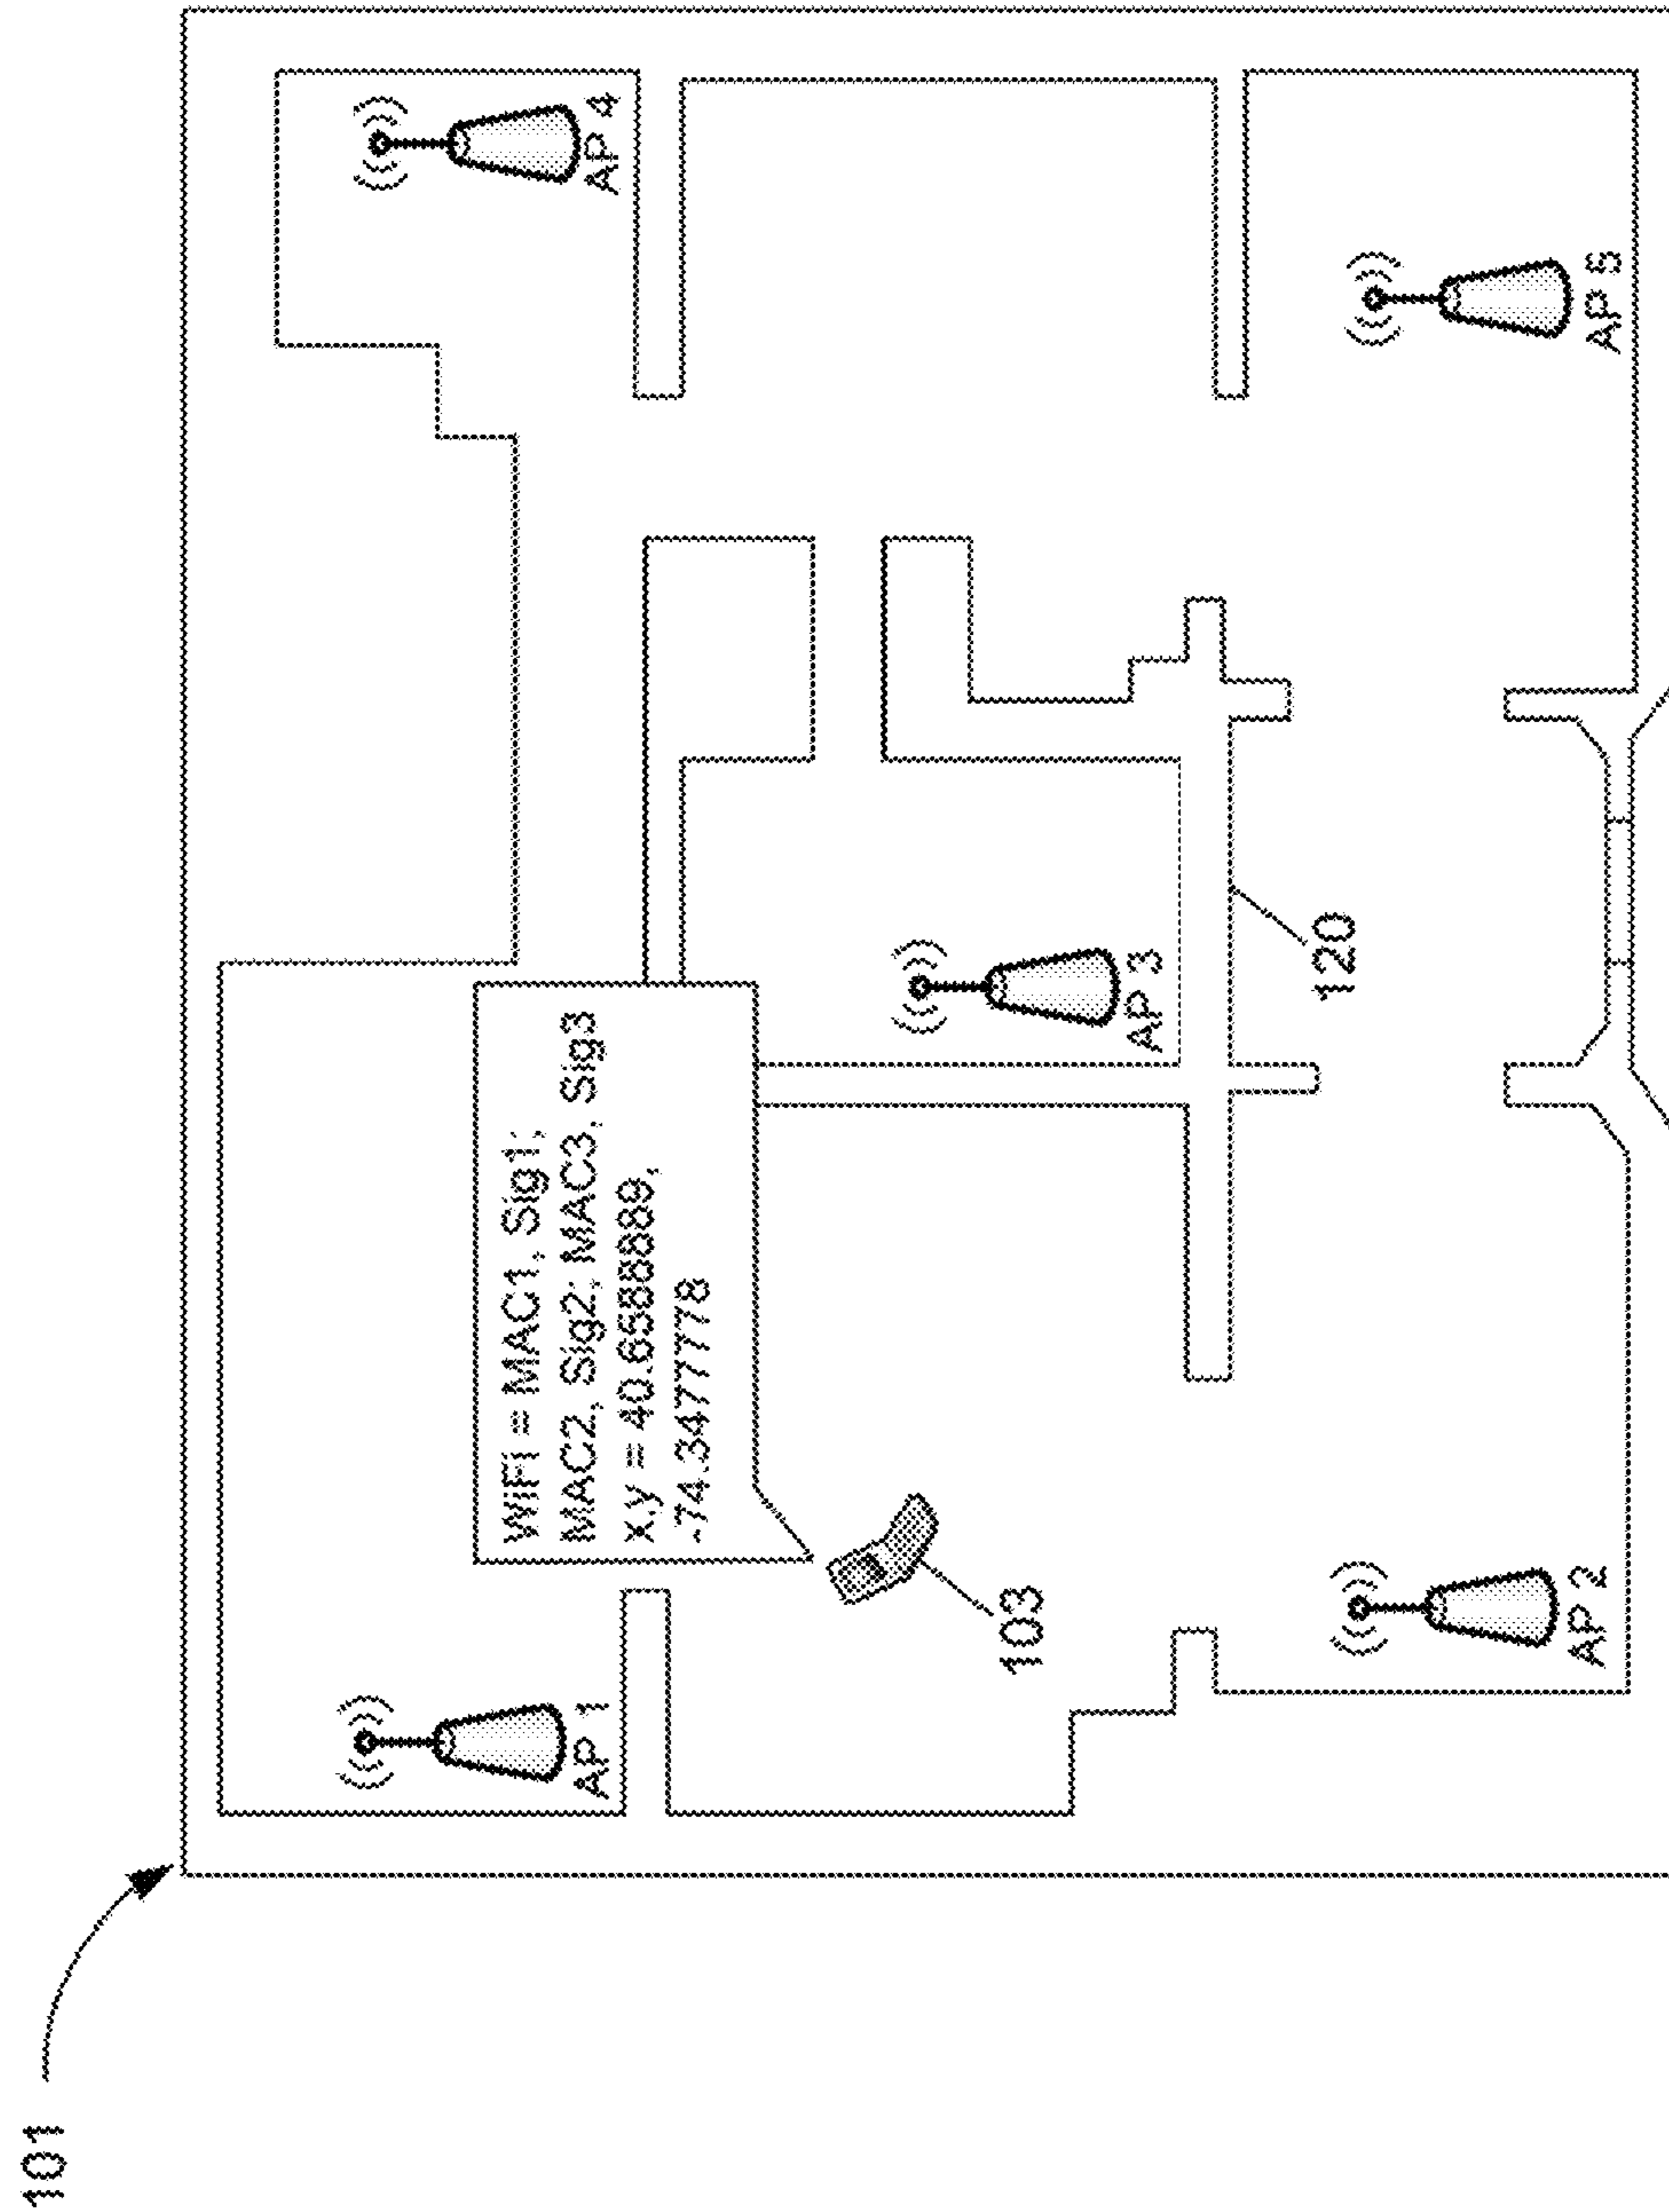 101
AP 1
AP 4
WiFi = MAC1, Sig1;
MAC2, Sig2; MAC3, Sig3
x,y = 40.6588889,
-74.3477778
103
AP 3
120
AP 2
AP 5